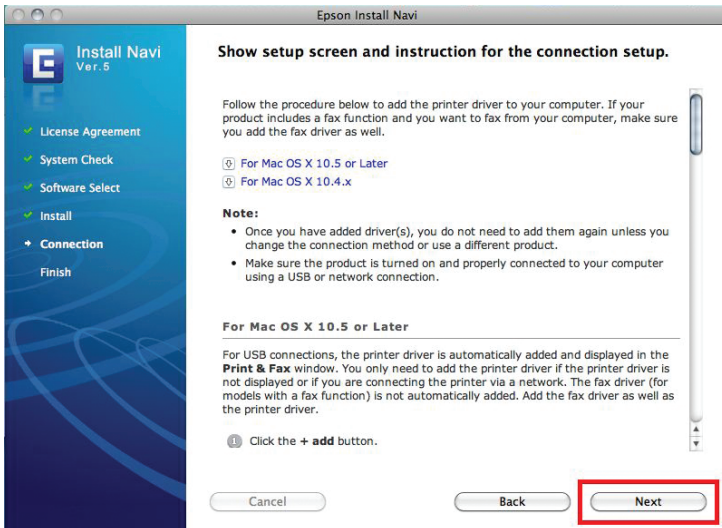 Epson Install Navi
Install Navi
Ver.5
License Agreement
System Check
Software Select
Install
Connection
Finish
Show setup screen and instruction for the connection setup.
Follow the procedure below to add the printer driver to your computer. If your
product includes a fax function and you want to fax from your computer, make sure
you add the fax driver as well.
For Mac OS X 10.5 or Later
For Mac OS X 10.4.x
Note:
• Once you have added driver(s), you do not need to add them again unless you
change the connection method or use a different product.
• Make sure the product is turned on and properly connected to your computer
using a USB or network connection.
For Mac OS X 10.5 or Later
For USB connections, the printer driver is automatically added and displayed in the
Print & Fax window. You only need to add the printer driver if the printer driver is
not displayed or if you are connecting the printer via a network. The fax driver (for
models with a fax function) is not automatically added. Add the fax driver as well as
the printer driver.
1 Click the + add button.
Cancel
Back
Next